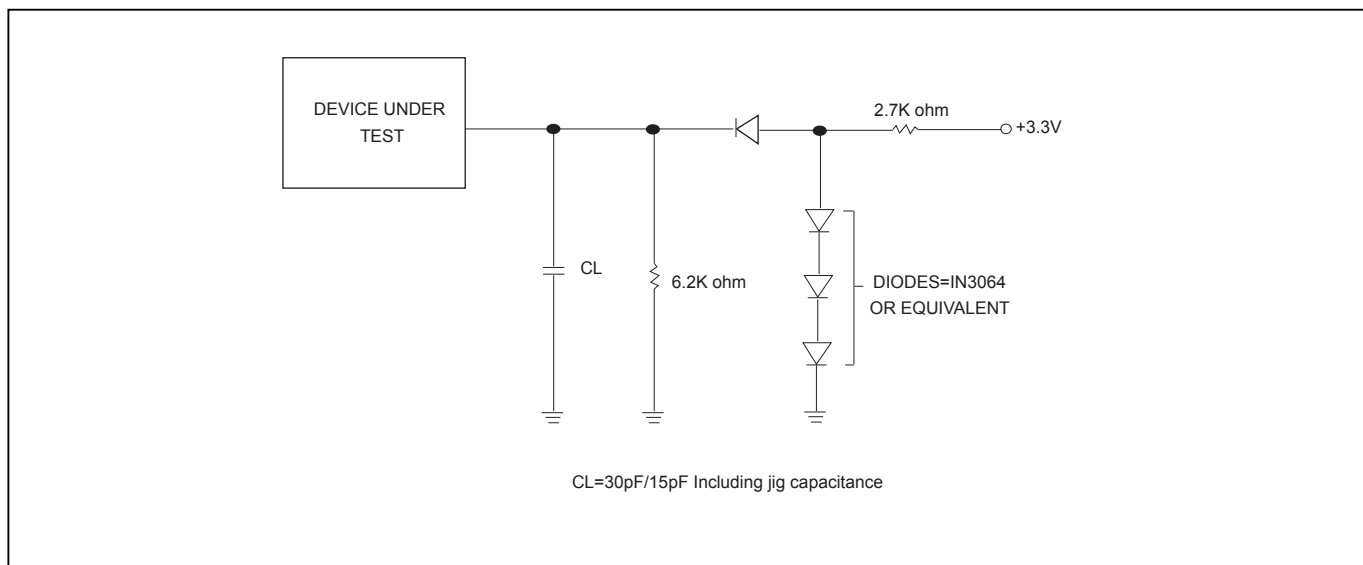 DEVICE UNDER
TEST
2.7K ohm
+3.3V
CL
6.2K ohm
DIODES=IN3064
OR EQUIVALENT
CL=30pF/15pF Including jig capacitance